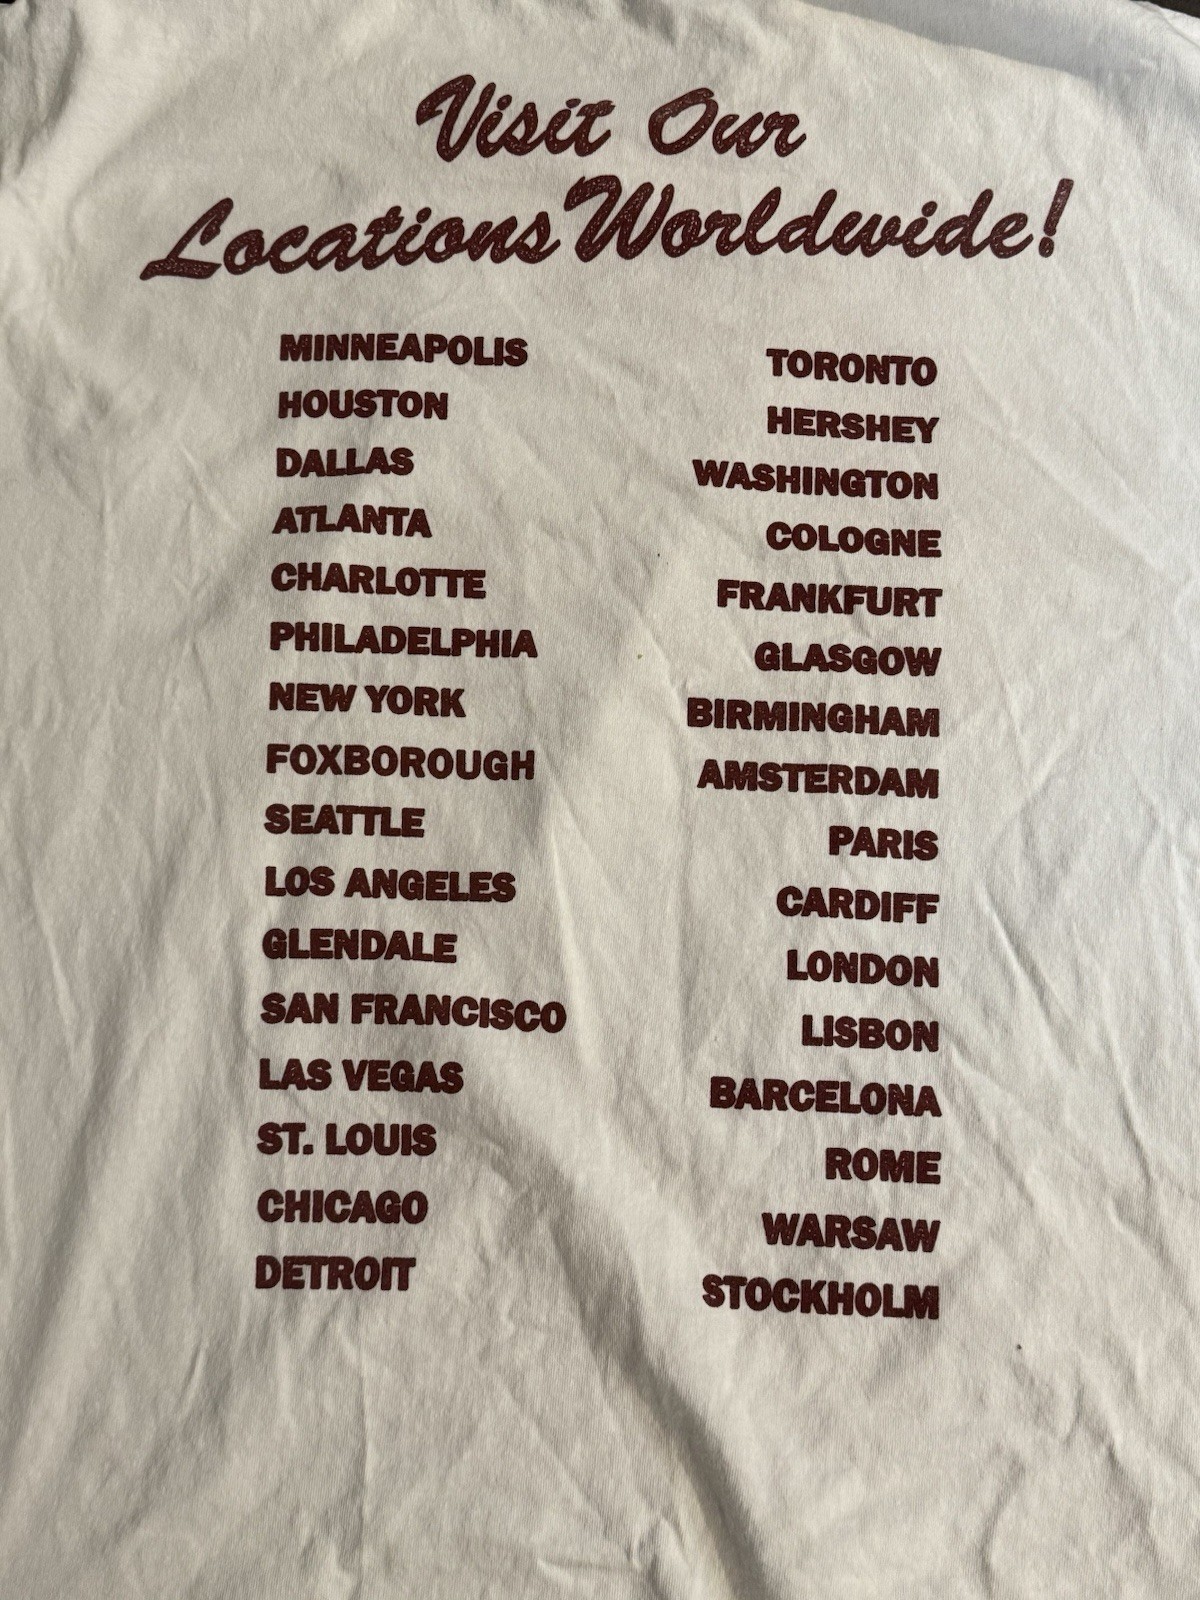 Visit Our
Locations Worldwide!
MINNEAPOLIS
HOUSTON
DALLAS
ATLANTA
CHARLOTTE
PHILADELPHIA
NEW YORK
FOXBOROUGH
SEATTLE
LOS ANGELES
GLENDALE
SAN FRANCISCO
LAS VEGAS
ST. LOUIS
CHICAGO
DETROIT
TORONTO
HERSHEY
WASHINGTON
COLOGNE
FRANKFURT
GLASGOW
BIRMINGHAM
AMSTERDAM
PARIS
CARDIFF
LONDON
LISBON
BARCELONA
ROME
WARSAW
STOCKHOLM